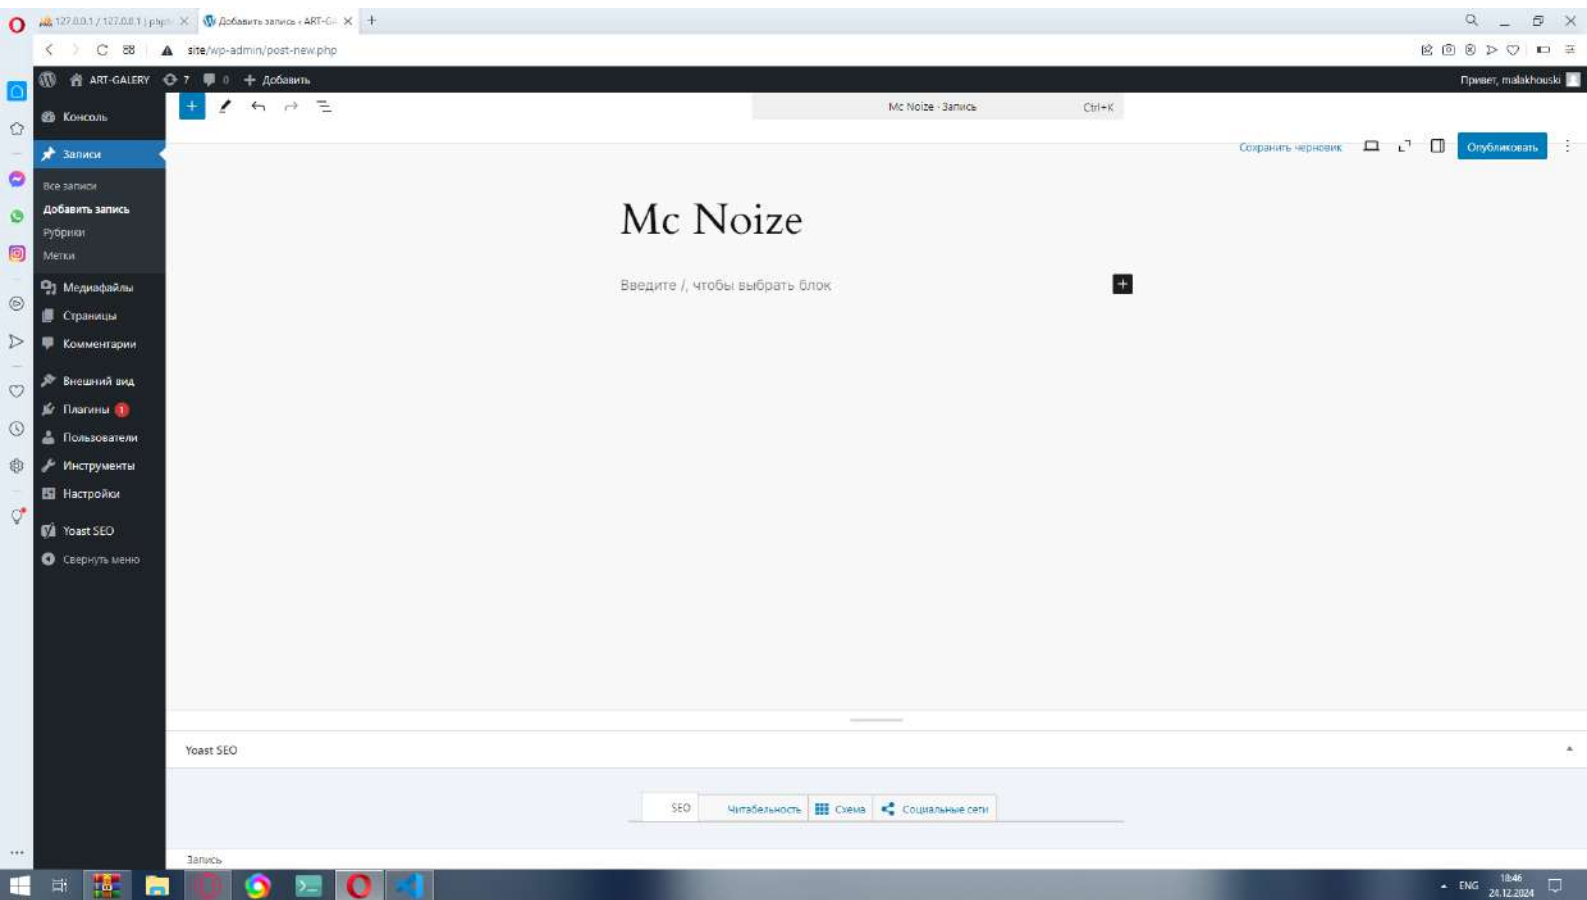 127.0.0.1 / 127.0.0.1 | php
Добавить запись ‹ ART-GA
site/wp-admin/post-new.php
ART-GALERY 7 0 Добавить
Привет, malakhouski
Консоль
Mc Noize · Запись Ctrl+K
Записи
Сохранить черновик Опубликовать
Все записи
Добавить запись
Рубрики
Метки
Mc Noize
Введите /, чтобы выбрать блок
Медиафайлы
Страницы
Комментарии
Внешний вид
Плагины 1
Пользователи
Инструменты
Настройки
Yoast SEO
Свернуть меню
Yoast SEO
SEO Читабельность Схема Социальные сети
Запись
ENG 18:46
24.12.2024